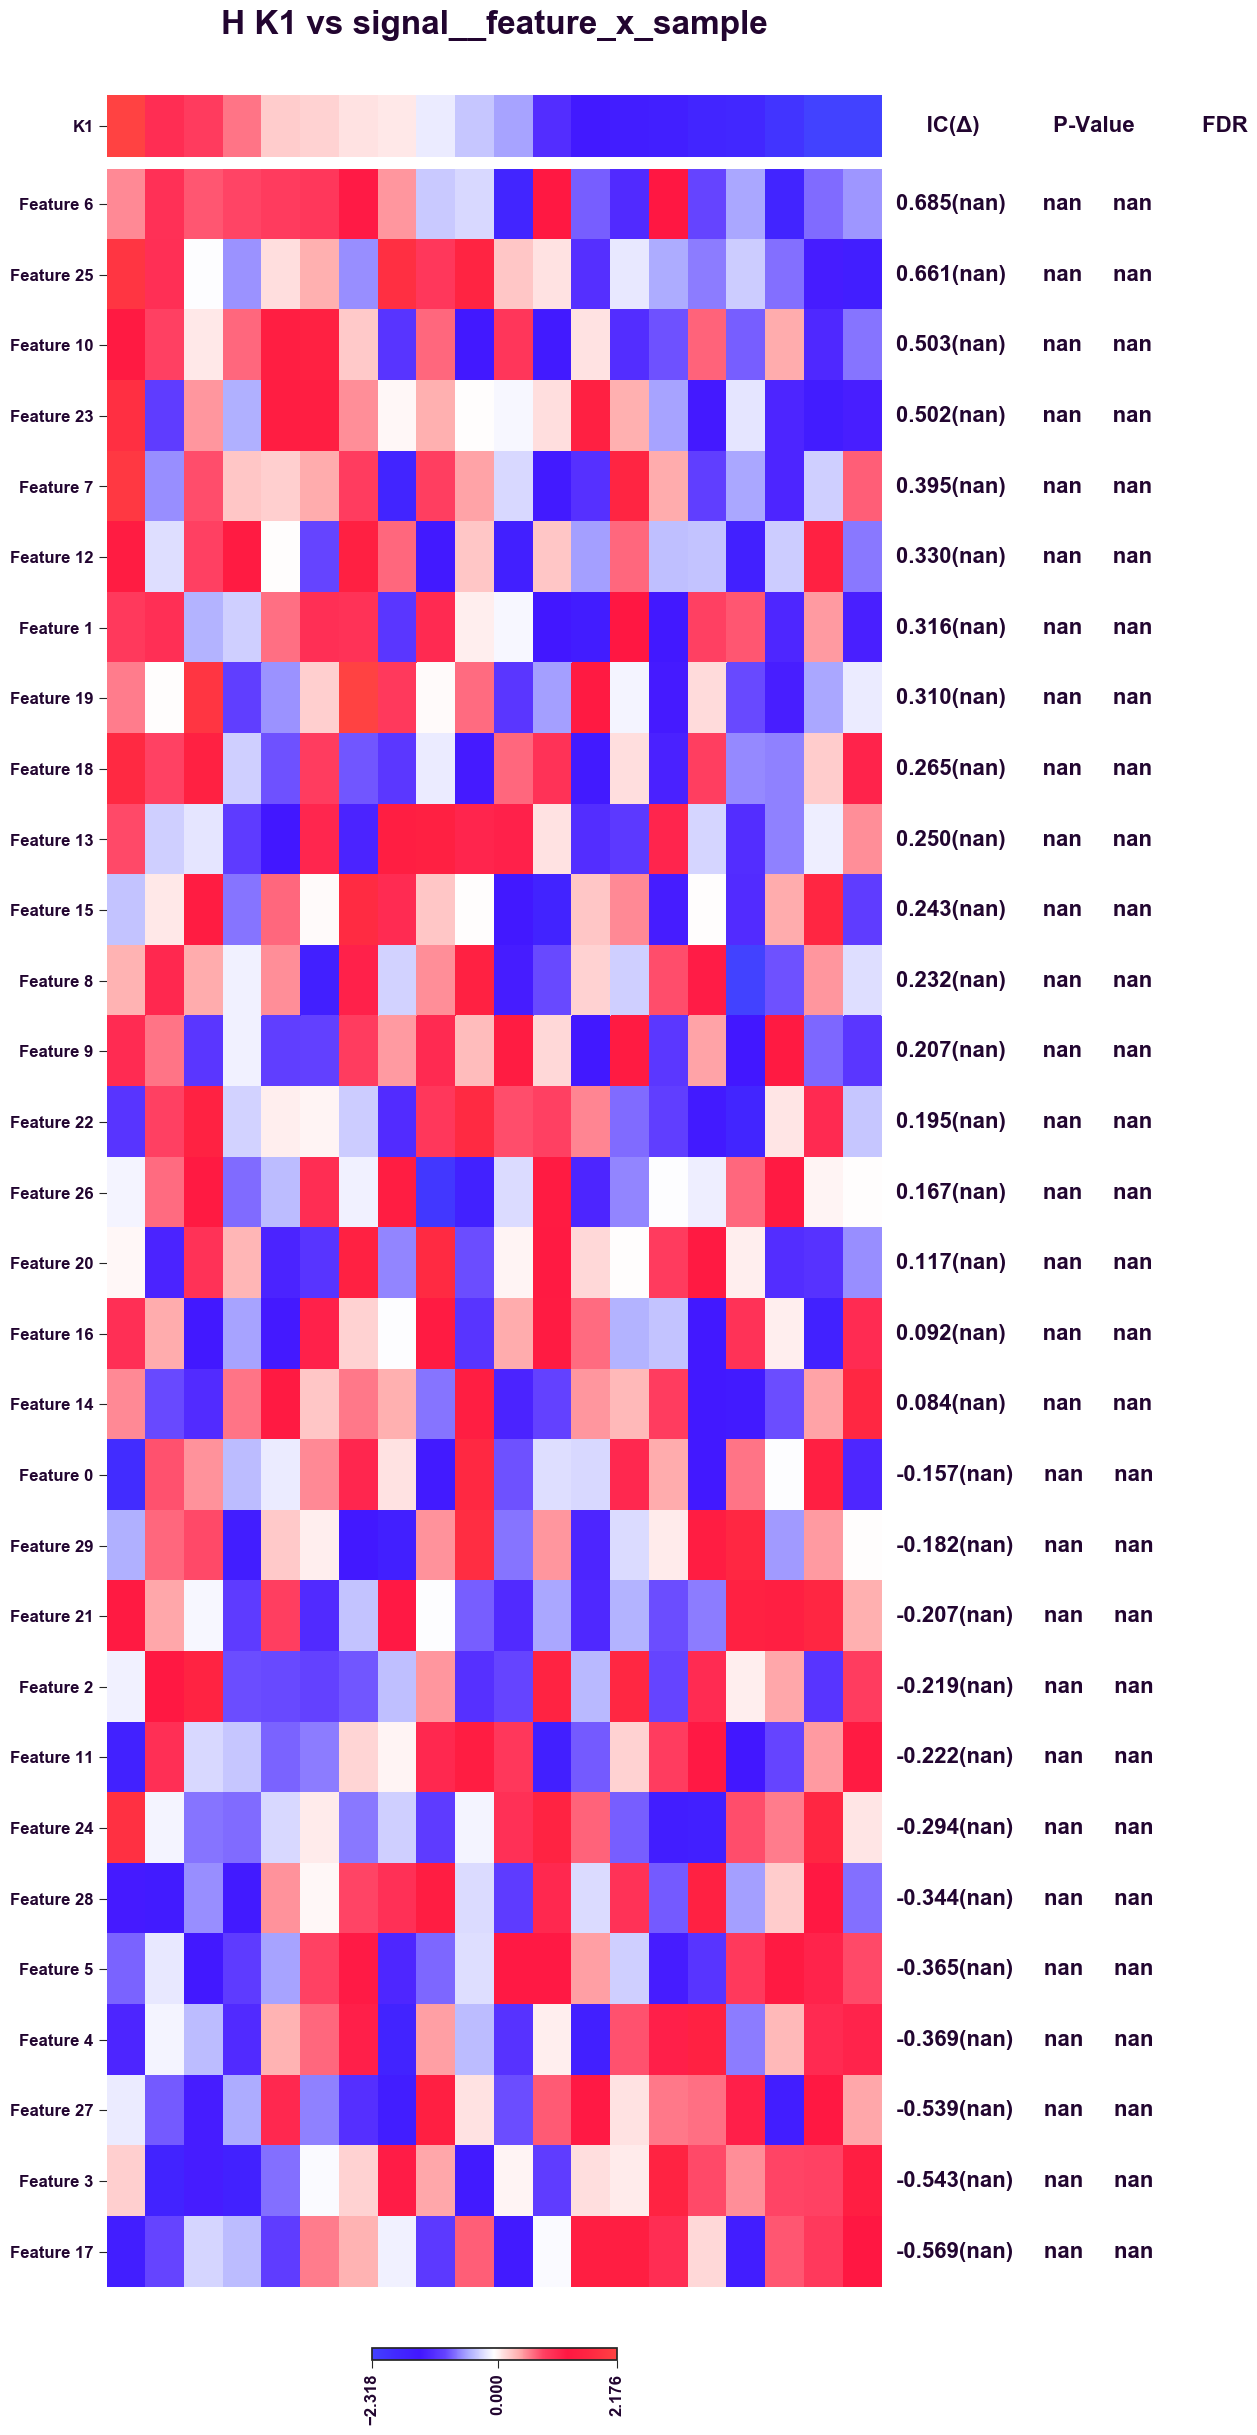 H K1 vs signal__feature_x_sample
K1 IC(Δ) P-Value FDR
Feature 6 0.685(nan) nan nan
Feature 25 0.661(nan) nan nan
Feature 10 0.503(nan) nan nan
Feature 23 0.502(nan) nan nan
Feature 7 0.395(nan) nan nan
Feature 12 0.330(nan) nan nan
Feature 1 0.316(nan) nan nan
Feature 19 0.310(nan) nan nan
Feature 18 0.265(nan) nan nan
Feature 13 0.250(nan) nan nan
Feature 15 0.243(nan) nan nan
Feature 8 0.232(nan) nan nan
Feature 9 0.207(nan) nan nan
Feature 22 0.195(nan) nan nan
Feature 26 0.167(nan) nan nan
Feature 20 0.117(nan) nan nan
Feature 16 0.092(nan) nan nan
Feature 14 0.084(nan) nan nan
Feature 0 -0.157(nan) nan nan
Feature 29 -0.182(nan) nan nan
Feature 21 -0.207(nan) nan nan
Feature 2 -0.219(nan) nan nan
Feature 11 -0.222(nan) nan nan
Feature 24 -0.294(nan) nan nan
Feature 28 -0.344(nan) nan nan
Feature 5 -0.365(nan) nan nan
Feature 4 -0.369(nan) nan nan
Feature 27 -0.539(nan) nan nan
Feature 3 -0.543(nan) nan nan
Feature 17 -0.569(nan) nan nan
−2.318
0.000
2.176